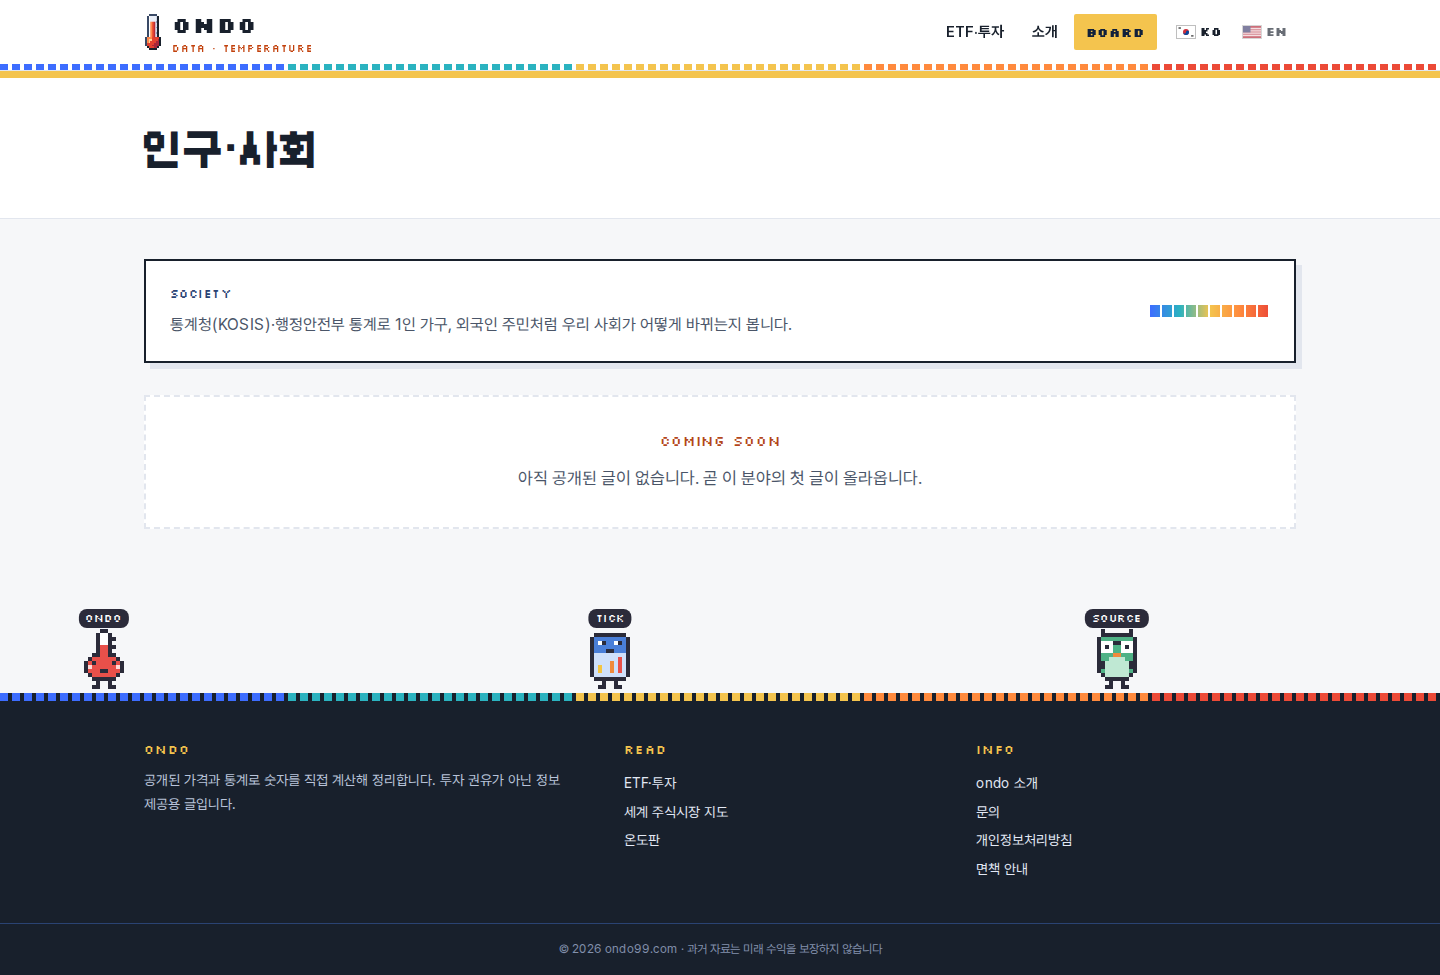 ONDO
DATA · TEMPERATURE
ETF·투자
소개
BOARD
KO
EN
인구·사회
SOCIETY
통계청(KOSIS)·행정안전부 통계로 1인 가구, 외국인 주민처럼 우리 사회가 어떻게 바뀌는지 봅니다.
COMING SOON
아직 공개된 글이 없습니다. 곧 이 분야의 첫 글이 올라옵니다.
ONDO
TICK
SOURCE
ONDO
공개된 가격과 통계로 숫자를 직접 계산해 정리합니다. 투자 권유가 아닌 정보
제공용 글입니다.
READ
ETF·투자
세계 주식시장 지도
온도판
INFO
ondo 소개
문의
개인정보처리방침
면책 안내
© 2026 ondo99.com · 과거 자료는 미래 수익을 보장하지 않습니다